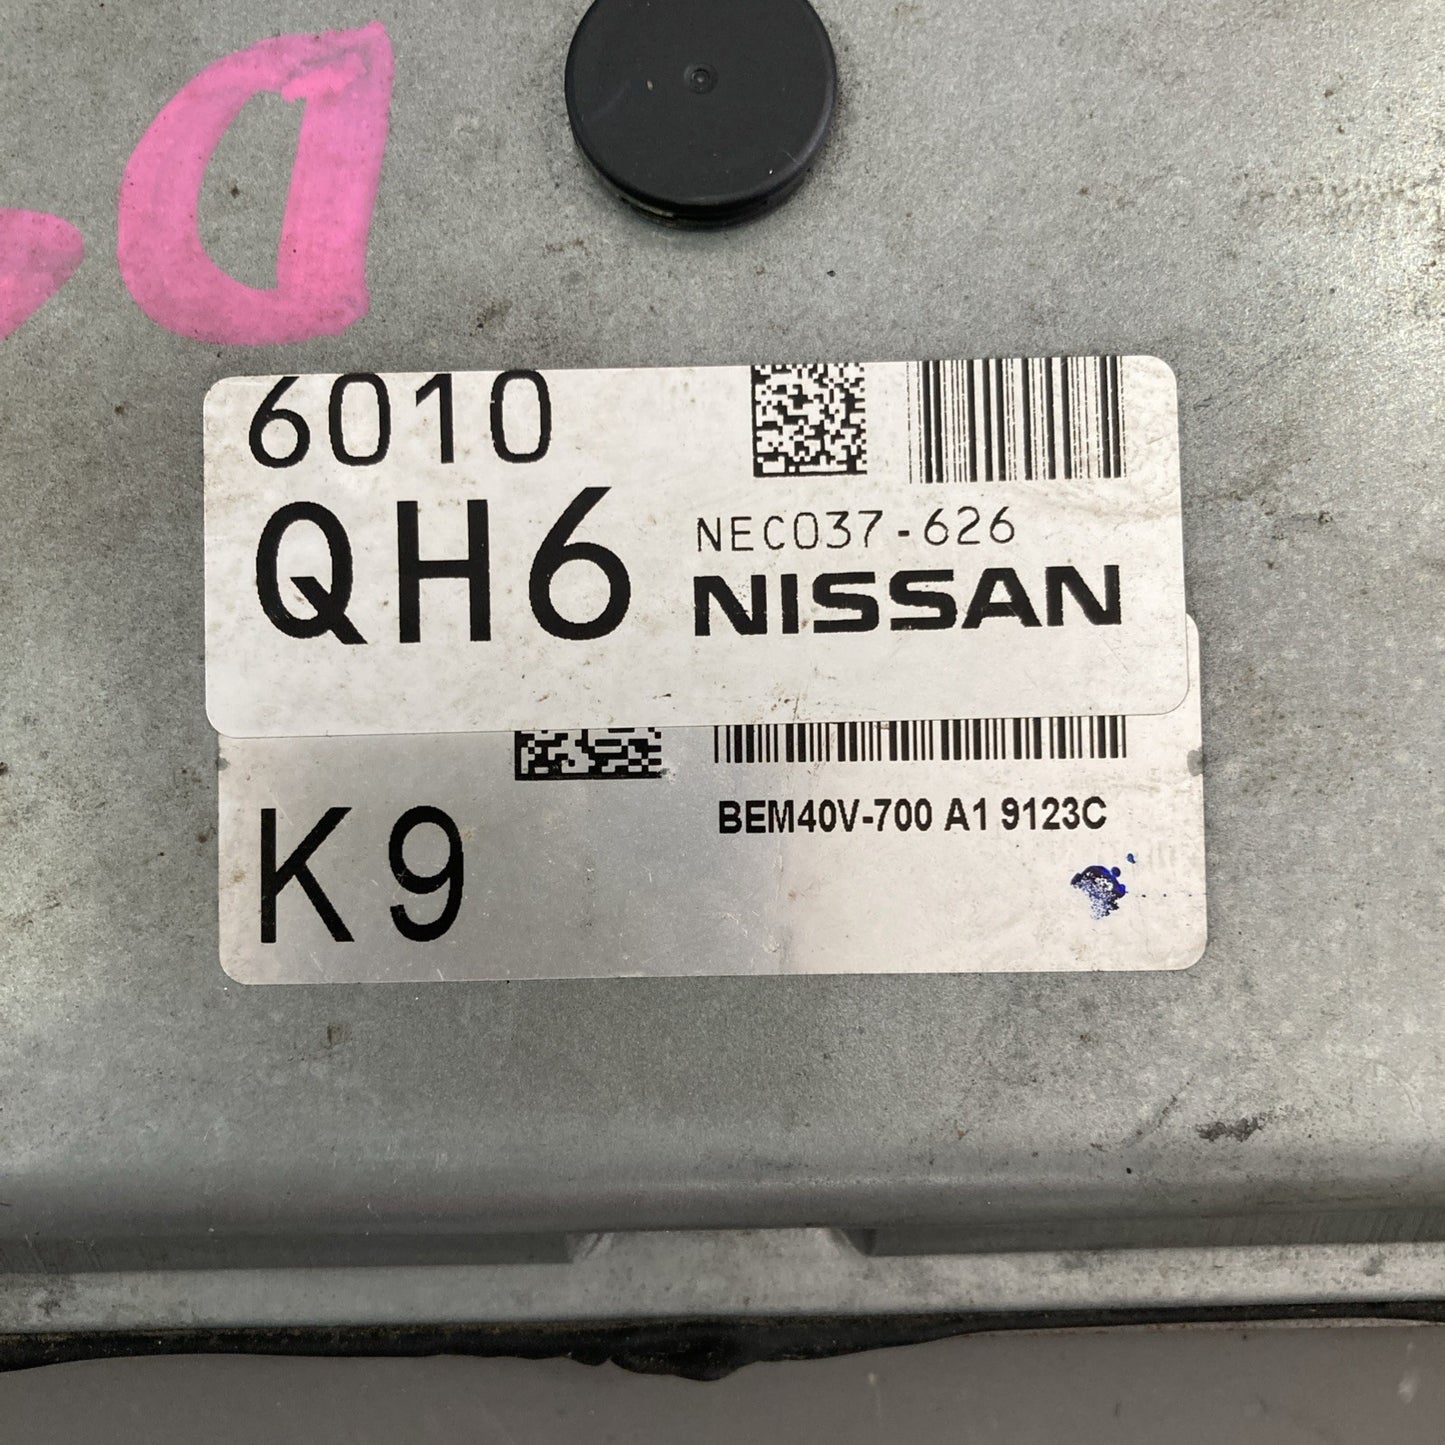 D
6010
QH6
NEC037-626
NISSAN
K9
BEM40V-700 A1 9123C